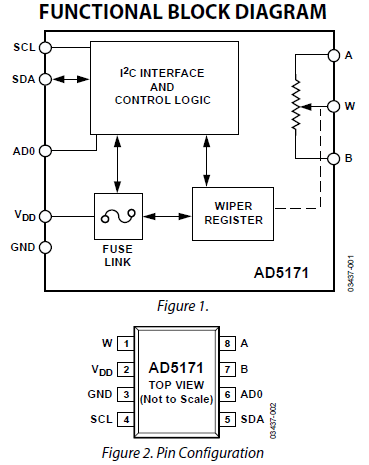 FUNCTIONAL BLOCK DIAGRAM
SCL
SDA
AD0
VDD
GND
I2C INTERFACE
AND
CONTROL LOGIC
FUSE
LINK
WIPER
REGISTER
A
W
B
AD5171
03437-001
Figure 1.
W 1
VDD 2
GND 3
SCL 4
AD5171
TOP VIEW
(Not to Scale)
8 A
7 B
6 AD0
5 SDA
03437-002
Figure 2. Pin Configuration